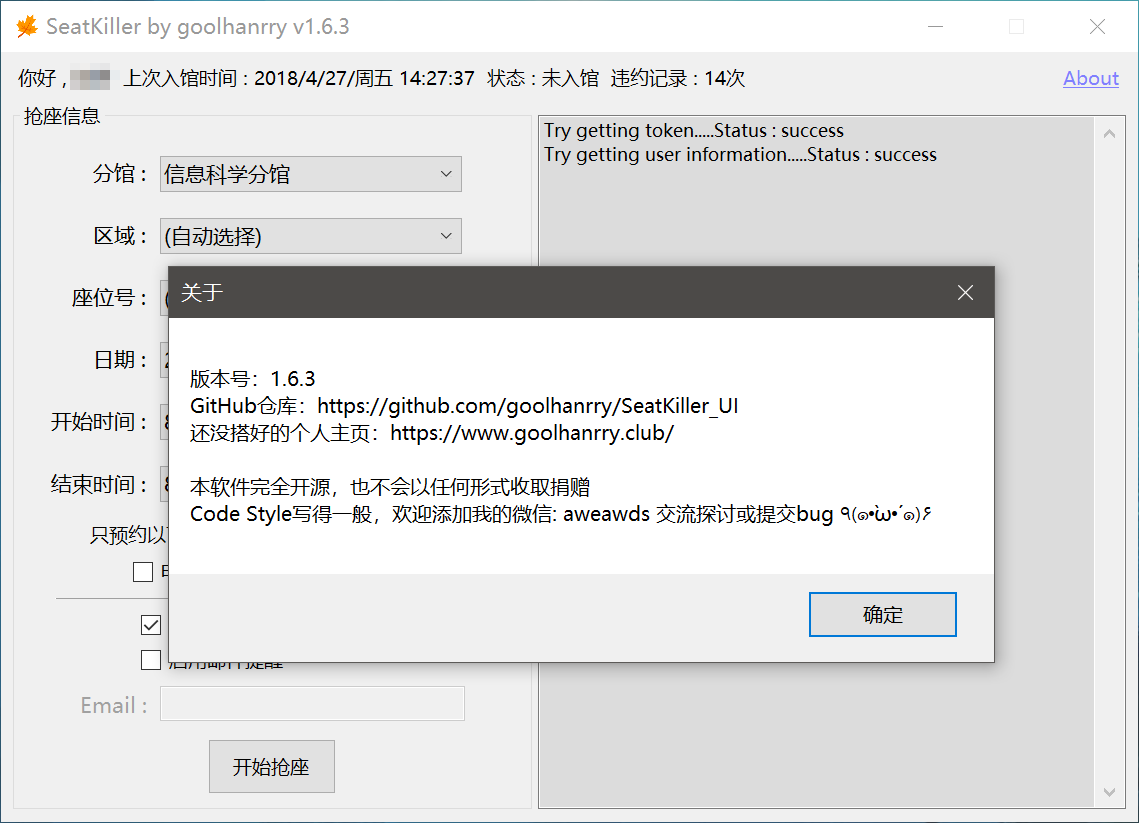 SeatKiller by goolhanrry v1.6.3
你好 , 上次入馆时间 : 2018/4/27/周五 14:27:37 状态 : 未入馆 违约记录 : 14次
About
抢座信息
Try getting token.....Status : success
Try getting user information.....Status : success
分馆 : 信息科学分馆
区域 : (自动选择)
座位号 : (
日期 : 2
开始时间 : 8
结束时间 : 8
只预约以
关于
版本号：1.6.3
GitHub仓库：https://github.com/goolhanrry/SeatKiller_UI
还没搭好的个人主页：https://www.goolhanrry.club/
本软件完全开源，也不会以任何形式收取捐赠
Code Style写得一般，欢迎添加我的微信: aweawds 交流探讨或提交bug ٩(๑•̀ω•́๑)۶
确定
启用邮件提醒
Email :
开始抢座